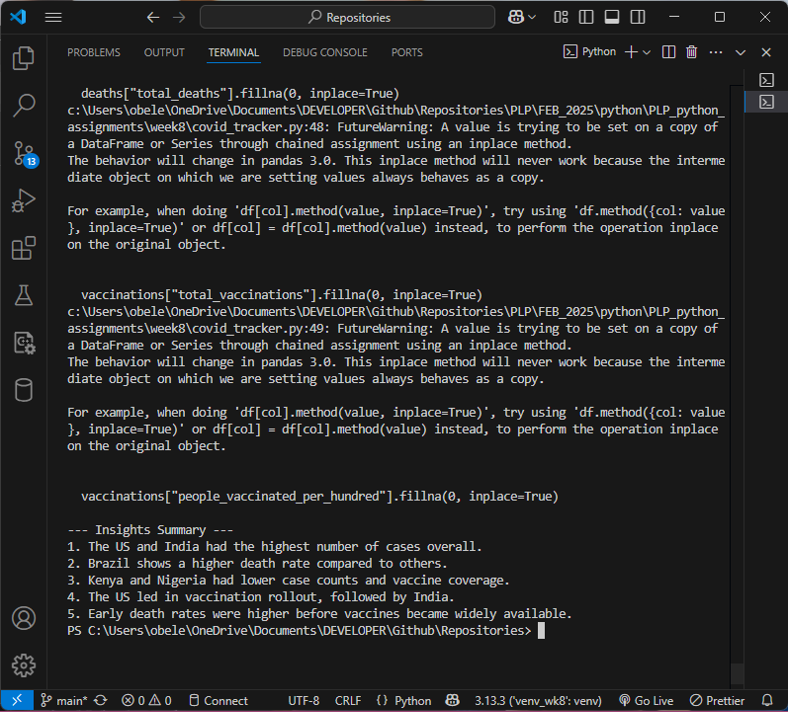 Repositories
PROBLEMS OUTPUT TERMINAL DEBUG CONSOLE PORTS Python
deaths["total_deaths"].fillna(0, inplace=True)
c:\Users\obele\OneDrive\Documents\DEVELOPER\Github\Repositories\PLP\FEB_2025\python\PLP_python_
assignments\week8\covid_tracker.py:48: FutureWarning: A value is trying to be set on a copy of
a DataFrame or Series through chained assignment using an inplace method.
The behavior will change in pandas 3.0. This inplace method will never work because the interme
diate object on which we are setting values always behaves as a copy.
For example, when doing 'df[col].method(value, inplace=True)', try using 'df.method({col: value
}, inplace=True)' or df[col] = df[col].method(value) instead, to perform the operation inplace
on the original object.
vaccinations["total_vaccinations"].fillna(0, inplace=True)
c:\Users\obele\OneDrive\Documents\DEVELOPER\Github\Repositories\PLP\FEB_2025\python\PLP_python_
assignments\week8\covid_tracker.py:49: FutureWarning: A value is trying to be set on a copy of
a DataFrame or Series through chained assignment using an inplace method.
The behavior will change in pandas 3.0. This inplace method will never work because the interme
diate object on which we are setting values always behaves as a copy.
For example, when doing 'df[col].method(value, inplace=True)', try using 'df.method({col: value
}, inplace=True)' or df[col] = df[col].method(value) instead, to perform the operation inplace
on the original object.
vaccinations["people_vaccinated_per_hundred"].fillna(0, inplace=True)
--- Insights Summary ---
1. The US and India had the highest number of cases overall.
2. Brazil shows a higher death rate compared to others.
3. Kenya and Nigeria had lower case counts and vaccine coverage.
4. The US led in vaccination rollout, followed by India.
5. Early death rates were higher before vaccines became widely available.
PS C:\Users\obele\OneDrive\Documents\DEVELOPER\Github\Repositories>
13
main* 0 0 Connect UTF-8 CRLF {} Python 3.13.3 ('venv_wk8': venv) Go Live Prettier